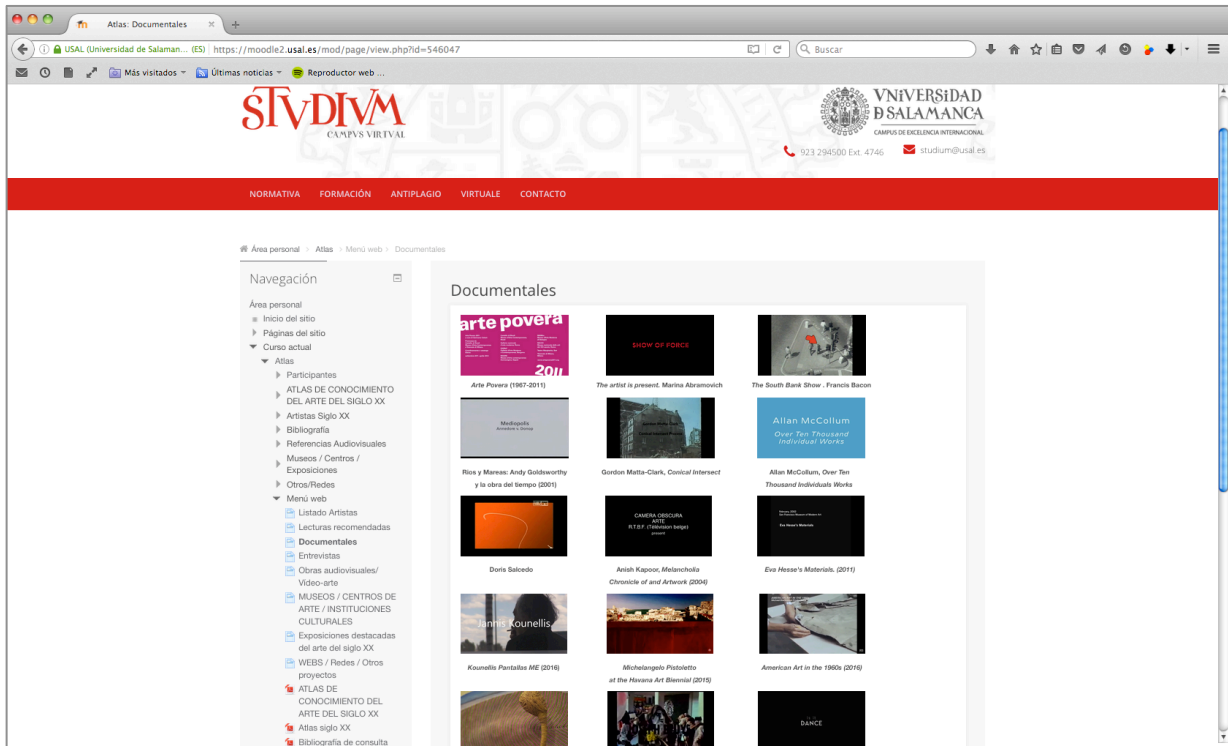 Atlas: Documentales
USAL (Universidad de Salaman... (ES) https://moodle2.usal.es/mod/page/view.php?id=546047
Buscar
Más visitados Últimas noticias Reproductor web ...
STVDIVM
CAMPVS VIRTVAL
VNiVERSiDAD
D SALAMANCA
CAMPUS DE EXCELENCIA INTERNACIONAL
923 294500 Ext. 4746 studium@usal.es
NORMATIVA FORMACIÓN ANTIPLAGIO VIRTUALE CONTACTO
Área personal Atlas Menú web Documentales
Navegación
Área personal
Inicio del sitio
Páginas del sitio
Curso actual
Atlas
Participantes
ATLAS DE CONOCIMIENTO
DEL ARTE DEL SIGLO XX
Artistas Siglo XX
Bibliografía
Referencias Audiovisuales
Museos / Centros /
Exposiciones
Otros/Redes
Menú web
Listado Artistas
Lecturas recomendadas
Documentales
Entrevistas
Obras audiovisuales/
Vídeo-arte
MUSEOS / CENTROS DE
ARTE / INSTITUCIONES
CULTURALES
Exposiciones destacadas
del arte del siglo XX
WEBS / Redes / Otros
proyectos
ATLAS DE
CONOCIMIENTO DEL
ARTE DEL SIGLO XX
Atlas siglo XX
Bibliografía de consulta
Documentales
arte povera
2011
Arte Povera (1967-2011)
SHOW OF FORCE
The artist is present. Marina Abramovich
The South Bank Show . Francis Bacon
Mediopolis
Rios y Mareas: Andy Goldsworthy
y la obra del tiempo (2001)
Gordon Matta-Clark, Conical Intersect
Allan McCollum
Over Ten Thousand
Individual Works
Allan McCollum, Over Ten
Thousand Individuals Works
Doris Salcedo
CAMERA OBSCURA
ARTE
R.T.B.F. (Télévision belge)
present
Anish Kapoor, Melancholia
Chronicle of and Artwork (2004)
Eva Hesse's Materials
Eva Hesse's Materials. (2011)
Jannis Kounellis
Kounellis Pantallas ME (2016)
Michelangelo Pistoletto
at the Havana Art Biennial (2015)
American Art in the 1960s (2016)
DANCE